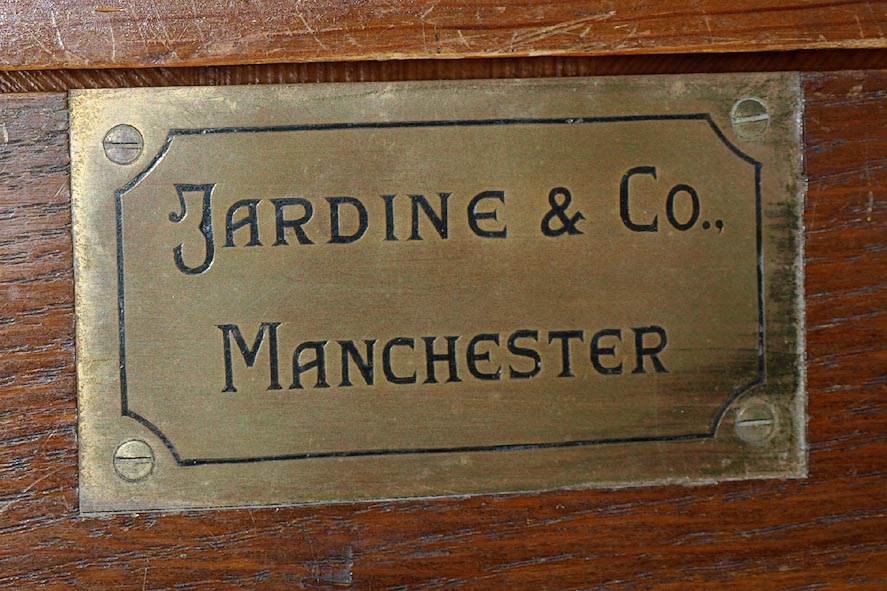 Jardine & Co.,
Manchester